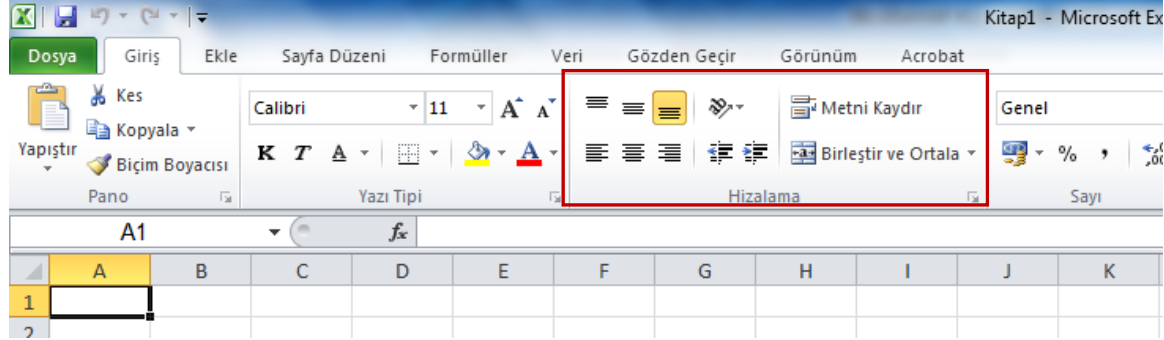 Kitap1 - Microsoft Ex
Dosya Giriş Ekle Sayfa Düzeni Formüller Veri Gözden Geçir Görünüm Acrobat
Yapıştır
Kes
Kopyala
Biçim Boyacısı
Pano
Calibri 11 A A
K T A A
Yazı Tipi
Metni Kaydır
Birleştir ve Ortala
Hizalama
Genel
% ,
Sayı
A1 fx
A B C D E F G H I J K
1
2